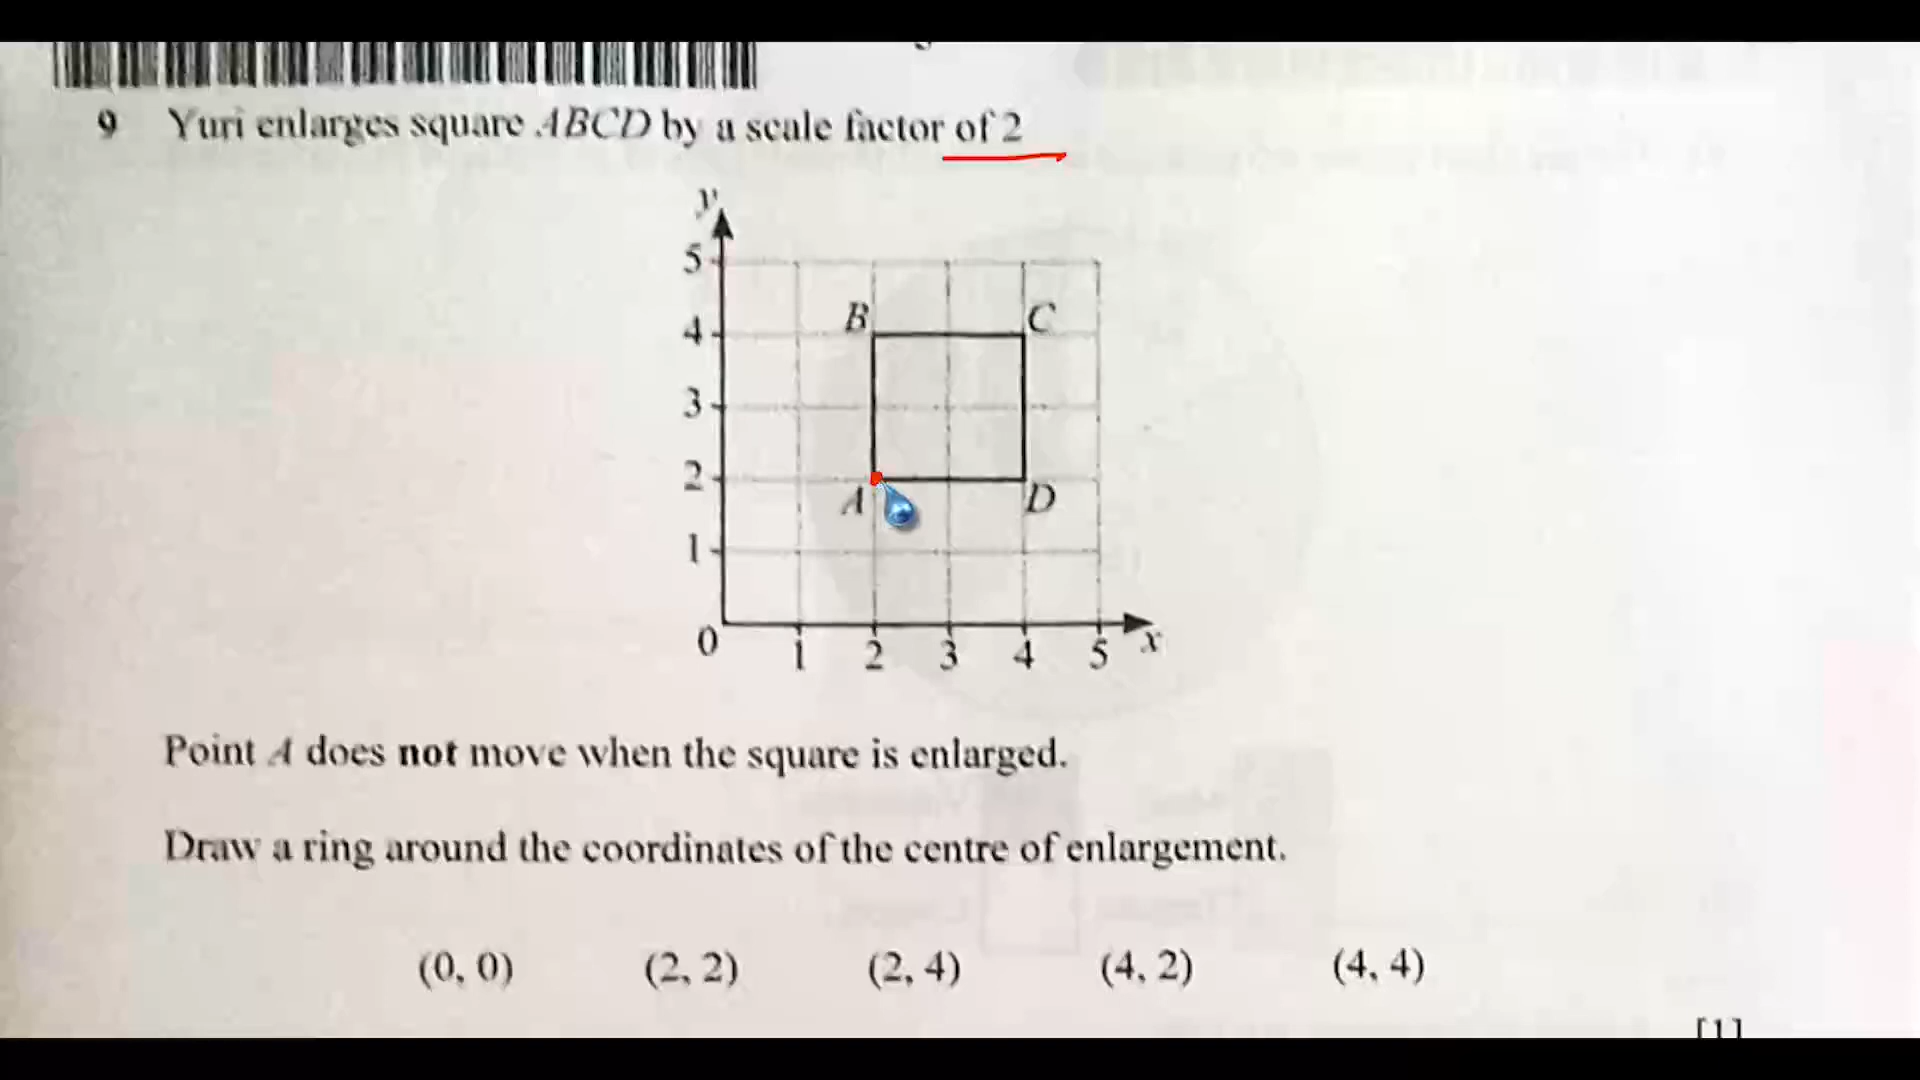 9 Yuri enlarges square ABCD by a scale factor of 2
y
5
4
3
2
1
0
B C
A D
1 2 3 4 5 x
Point A does not move when the square is enlarged.
Draw a ring around the coordinates of the centre of enlargement.
(0, 0) (2, 2) (2, 4) (4, 2) (4, 4)
[1]